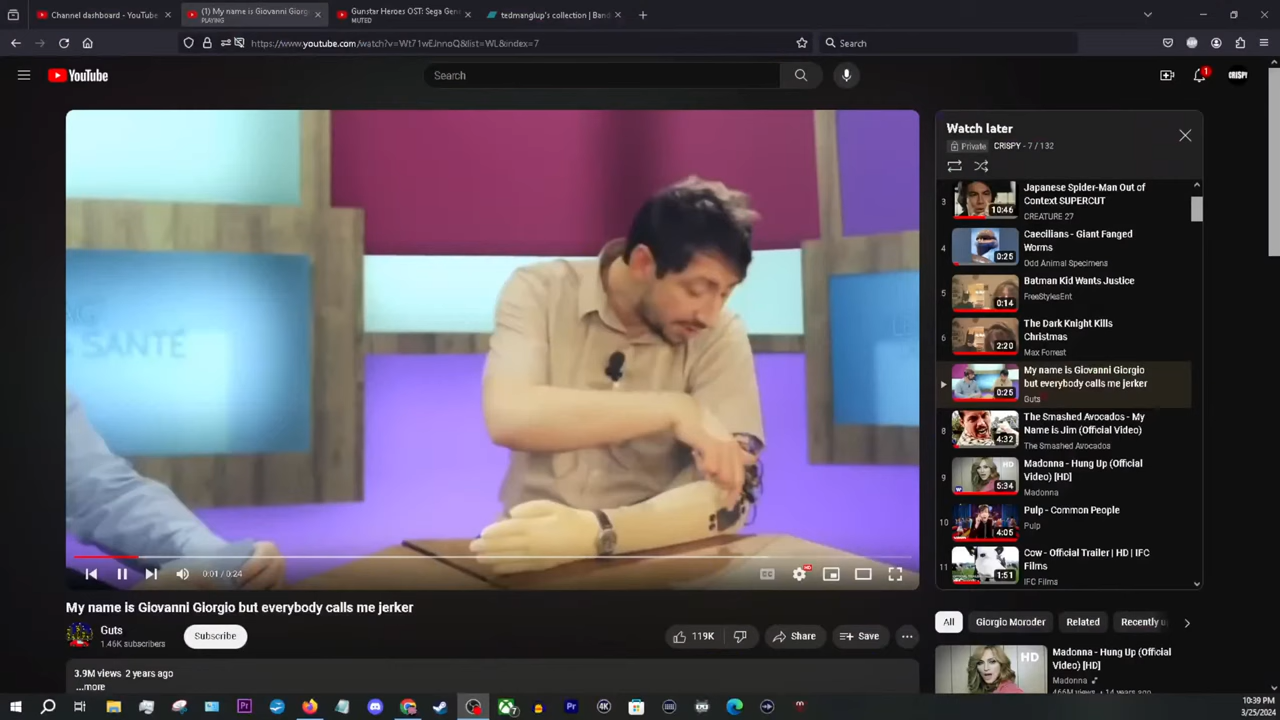 Channel dashboard - YouTube
(1) My name is Giovanni Giorg
PLAYING
Gunstar Heroes OST: Sega Gen
MUTED
tedmanglup's collection | Band
https://www.youtube.com/watch?v=Wt71wEJnnoQ&list=WL&index=7
Search
YouTube
Search
1
CRISPY
SANTÉ
Watch later
Private
CRISPY - 7 / 132
3
10:46
Japanese Spider-Man Out of
Context SUPERCUT
CREATURE 27
4
0:25
Caecilians - Giant Fanged
Worms
Odd Animal Specimens
5
0:14
Batman Kid Wants Justice
FreeStylesEnt
6
2:20
The Dark Knight Kills
Christmas
Max Forrest
0:25
My name is Giovanni Giorgio
but everybody calls me jerker
Guts
8
4:32
The Smashed Avocados - My
Name is Jim (Official Video)
The Smashed Avocados
9
HD
5:34
Madonna - Hung Up (Official
Video) [HD]
Madonna
10
4:05
Pulp - Common People
Pulp
11
1:51
Cow - Official Trailer | HD | IFC
Films
IFC Films
0:01 / 0:24
HD
My name is Giovanni Giorgio but everybody calls me jerker
Guts
1.46K subscribers
Subscribe
119K
Share
Save
3.9M views 2 years ago
...more
All
Giorgio Moroder
Related
Recently u
HD
Madonna - Hung Up (Official
Video) [HD]
Madonna
466M views • 14 years ago
10:39 PM
3/25/2024